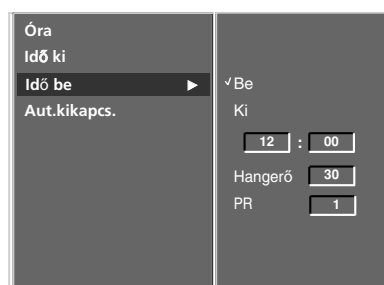 Óra
Idő ki
Idő be
Aut.kikapcs.
Be
Ki
12 : 00
Hangerő 30
PR 1